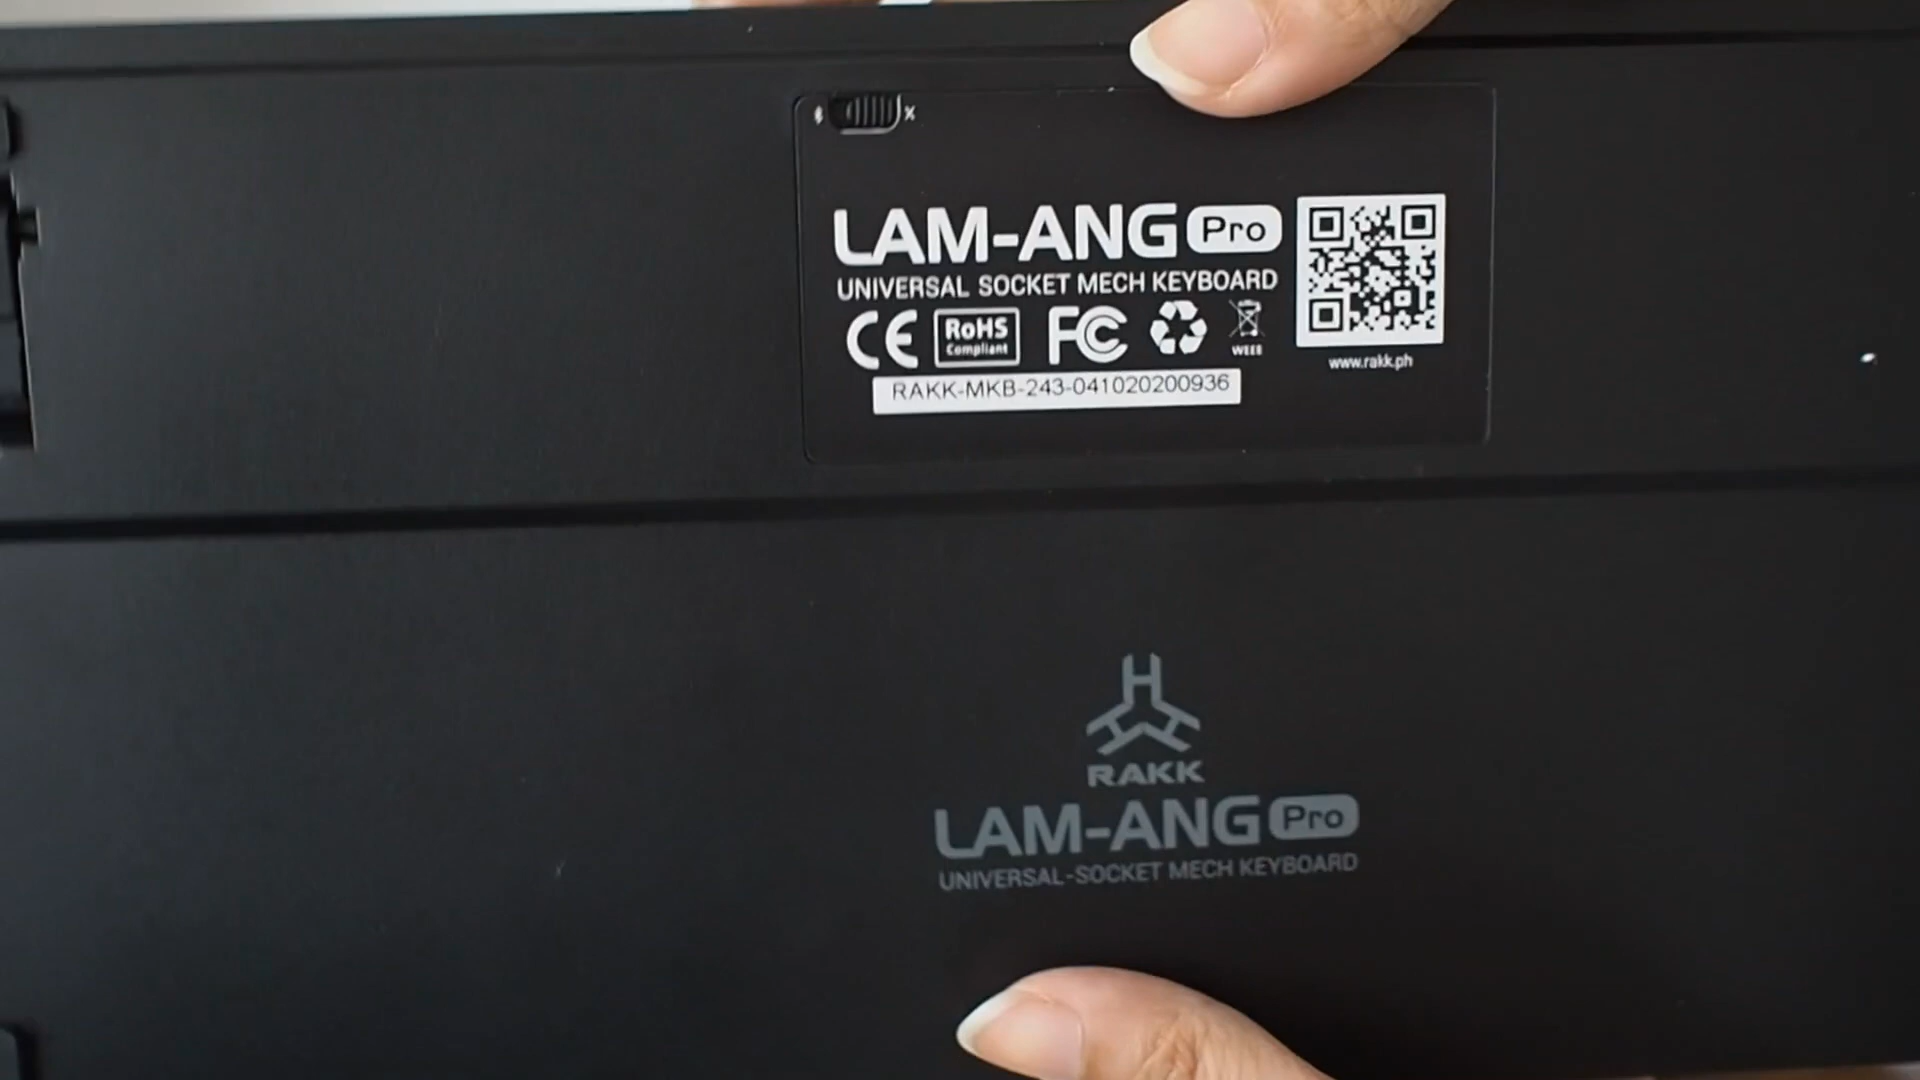 LAM-ANG Pro
UNIVERSAL SOCKET MECH KEYBOARD
CE RoHS Compliant FC WEEE
RAKK-MKB-243-041020200936
www.rakk.ph
RAKK
LAM-ANG Pro
UNIVERSAL-SOCKET MECH KEYBOARD